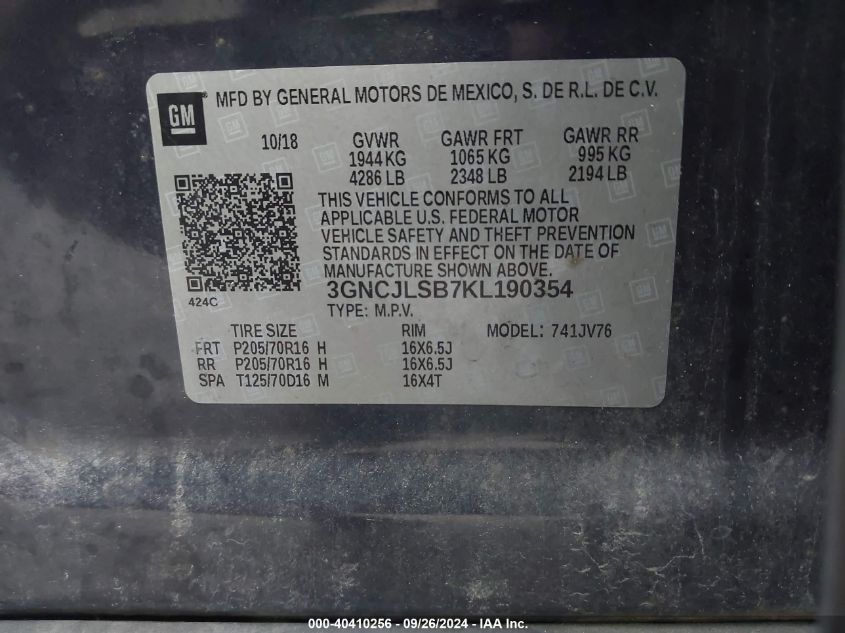 GM ® MFD BY GENERAL MOTORS DE MEXICO, S. DE R.L. DE C.V.
10/18 GVWR GAWR FRT GAWR RR
1944 KG 1065 KG 995 KG
4286 LB 2348 LB 2194 LB
THIS VEHICLE CONFORMS TO ALL
APPLICABLE U.S. FEDERAL MOTOR
VEHICLE SAFETY AND THEFT PREVENTION
STANDARDS IN EFFECT ON THE DATE OF
MANUFACTURE SHOWN ABOVE.
424C 3GNCJLSB7KL190354
TYPE: M.P.V.
TIRE SIZE RIM MODEL: 741JV76
FRT P205/70R16 H 16X6.5J
RR P205/70R16 H 16X6.5J
SPA T125/70D16 M 16X4T
000-40410256 - 09/26/2024 - IAA Inc.